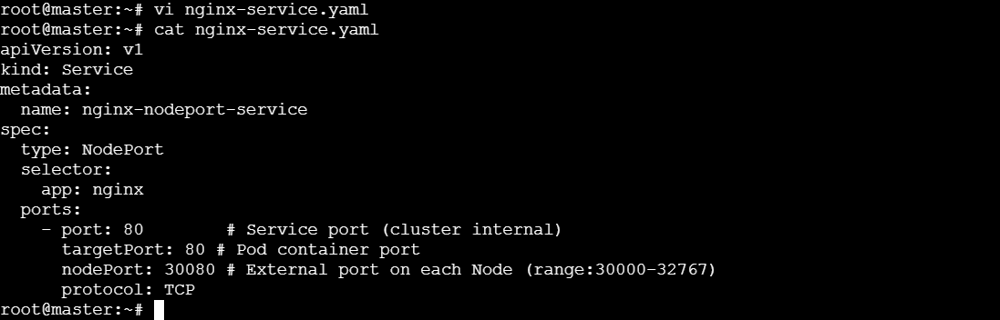 root@master:~# vi nginx-service.yaml
root@master:~# cat nginx-service.yaml
apiVersion: v1
kind: Service
metadata:
  name: nginx-nodeport-service
spec:
  type: NodePort
  selector:
    app: nginx
  ports:
    - port: 80        # Service port (cluster internal)
      targetPort: 80 # Pod container port
      nodePort: 30080 # External port on each Node (range:30000-32767)
      protocol: TCP
root@master:~#